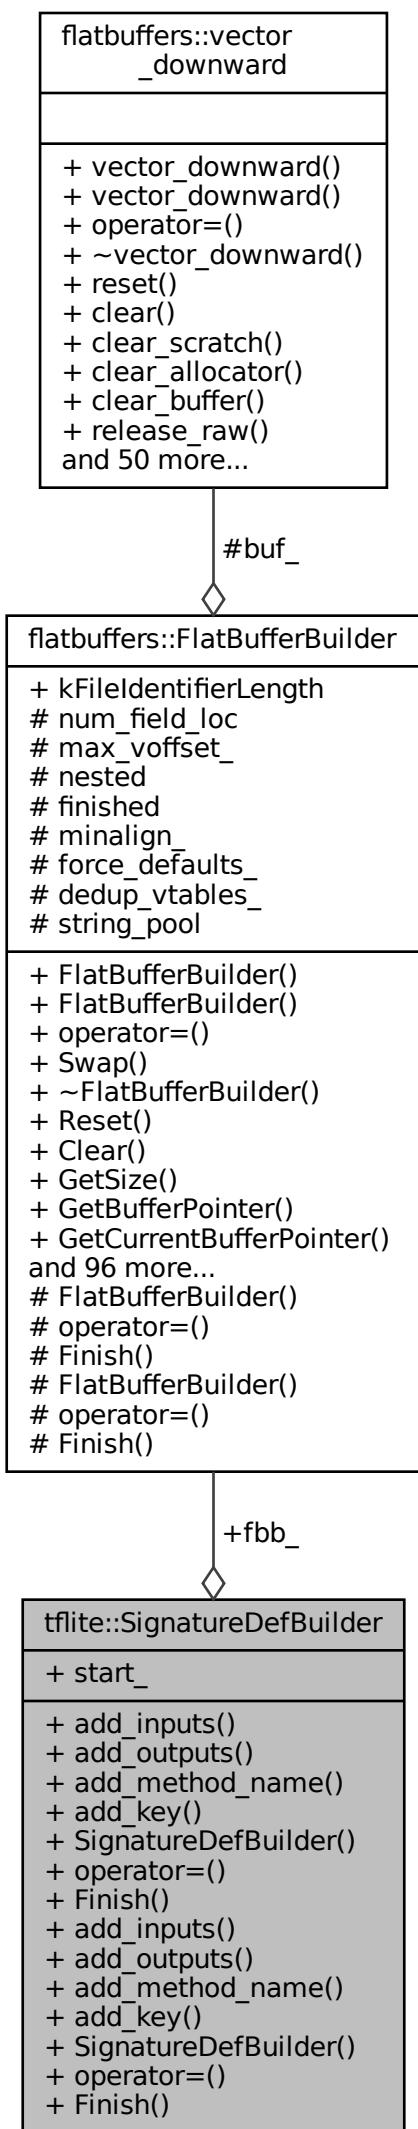 flatbuffers::vector
_downward
+ vector_downward()
+ vector_downward()
+ operator=()
+ ~vector_downward()
+ reset()
+ clear()
+ clear_scratch()
+ clear_allocator()
+ clear_buffer()
+ release_raw()
and 50 more...
#buf_
flatbuffers::FlatBufferBuilder
+ kFileIdentifierLength
# num_field_loc
# max_voffset_
# nested
# finished
# minalign_
# force_defaults_
# dedup_vtables_
# string_pool
+ FlatBufferBuilder()
+ FlatBufferBuilder()
+ operator=()
+ Swap()
+ ~FlatBufferBuilder()
+ Reset()
+ Clear()
+ GetSize()
+ GetBufferPointer()
+ GetCurrentBufferPointer()
and 96 more...
# FlatBufferBuilder()
# operator=()
# Finish()
# FlatBufferBuilder()
# operator=()
# Finish()
+fbb_
tflite::SignatureDefBuilder
+ start_
+ add_inputs()
+ add_outputs()
+ add_method_name()
+ add_key()
+ SignatureDefBuilder()
+ operator=()
+ Finish()
+ add_inputs()
+ add_outputs()
+ add_method_name()
+ add_key()
+ SignatureDefBuilder()
+ operator=()
+ Finish()